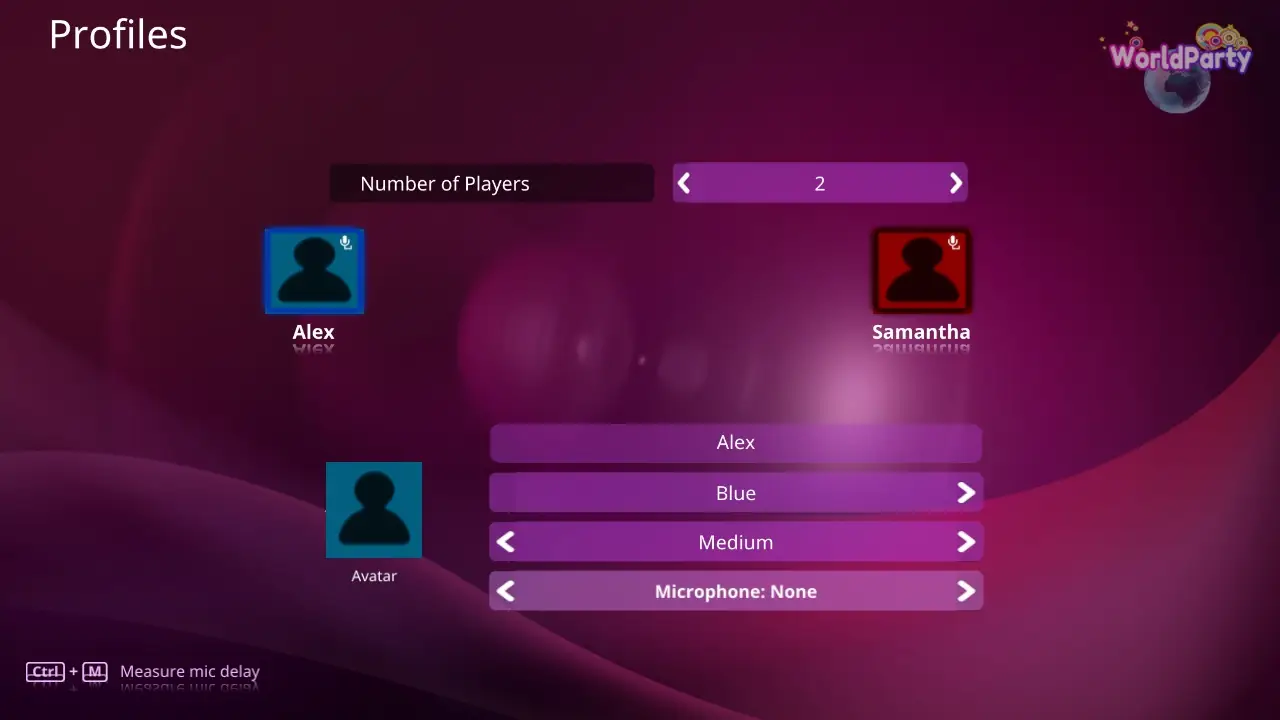 Profiles
WorldParty
Number of Players
2
Alex
Samantha
Alex
Blue
Medium
Avatar
Microphone: None
Ctrl + M Measure mic delay